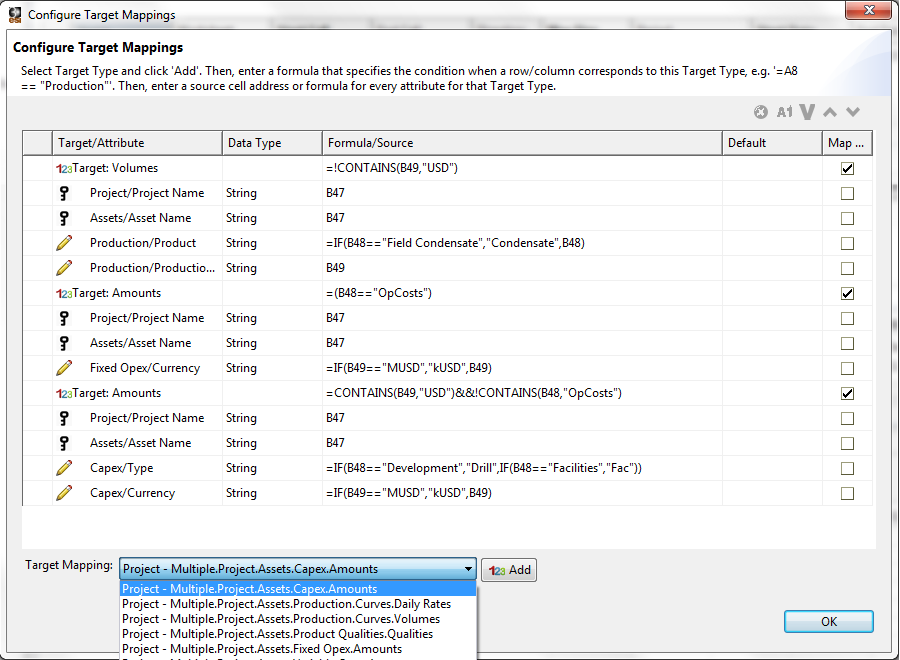 Configure Target Mappings
Configure Target Mappings
Select Target Type and click 'Add'. Then, enter a formula that specifies the condition when a row/column corresponds to this Target Type, e.g. '=A8
== "Production"'. Then, enter a source cell address or formula for every attribute for that Target Type.
A1
Target/Attribute Data Type Formula/Source Default Map ...
123 Target: Volumes =!CONTAINS(B49,"USD")
Project/Project Name String B47
Assets/Asset Name String B47
Production/Product String =IF(B48=="Field Condensate","Condensate",B48)
Production/Productio... String B49
123 Target: Amounts =(B48=="OpCosts")
Project/Project Name String B47
Assets/Asset Name String B47
Fixed Opex/Currency String =IF(B49=="MUSD","kUSD",B49)
123 Target: Amounts =CONTAINS(B49,"USD")&&!CONTAINS(B48,"OpCosts")
Project/Project Name String B47
Assets/Asset Name String B47
Capex/Type String =IF(B48=="Development","Drill",IF(B48=="Facilities","Fac"))
Capex/Currency String =IF(B49=="MUSD","kUSD",B49)
Target Mapping: Project - Multiple.Project.Assets.Capex.Amounts 123 Add
Project - Multiple.Project.Assets.Capex.Amounts
Project - Multiple.Project.Assets.Production.Curves.Daily Rates
Project - Multiple.Project.Assets.Production.Curves.Volumes
Project - Multiple.Project.Assets.Product Qualities.Qualities
Project - Multiple.Project.Assets.Fixed Opex.Amounts
OK